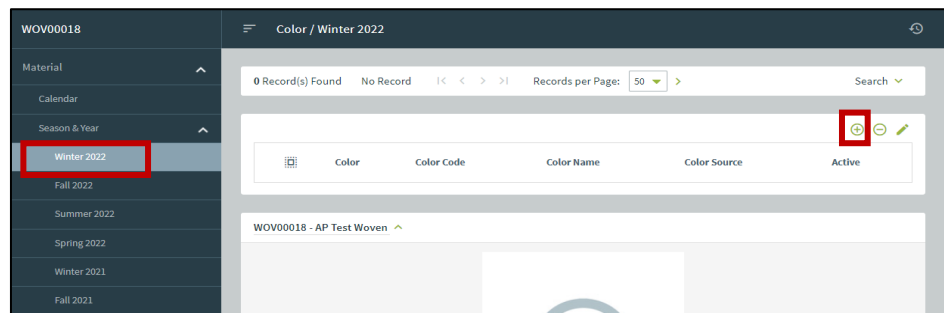 WOV00018
Color / Winter 2022
Material
Calendar
Season & Year
Winter 2022
Fall 2022
Summer 2022
Spring 2022
Winter 2021
Fall 2021
0 Record(s) Found No Record Records per Page: 50 Search
Color Color Code Color Name Color Source Active
WOV00018 - AP Test Woven